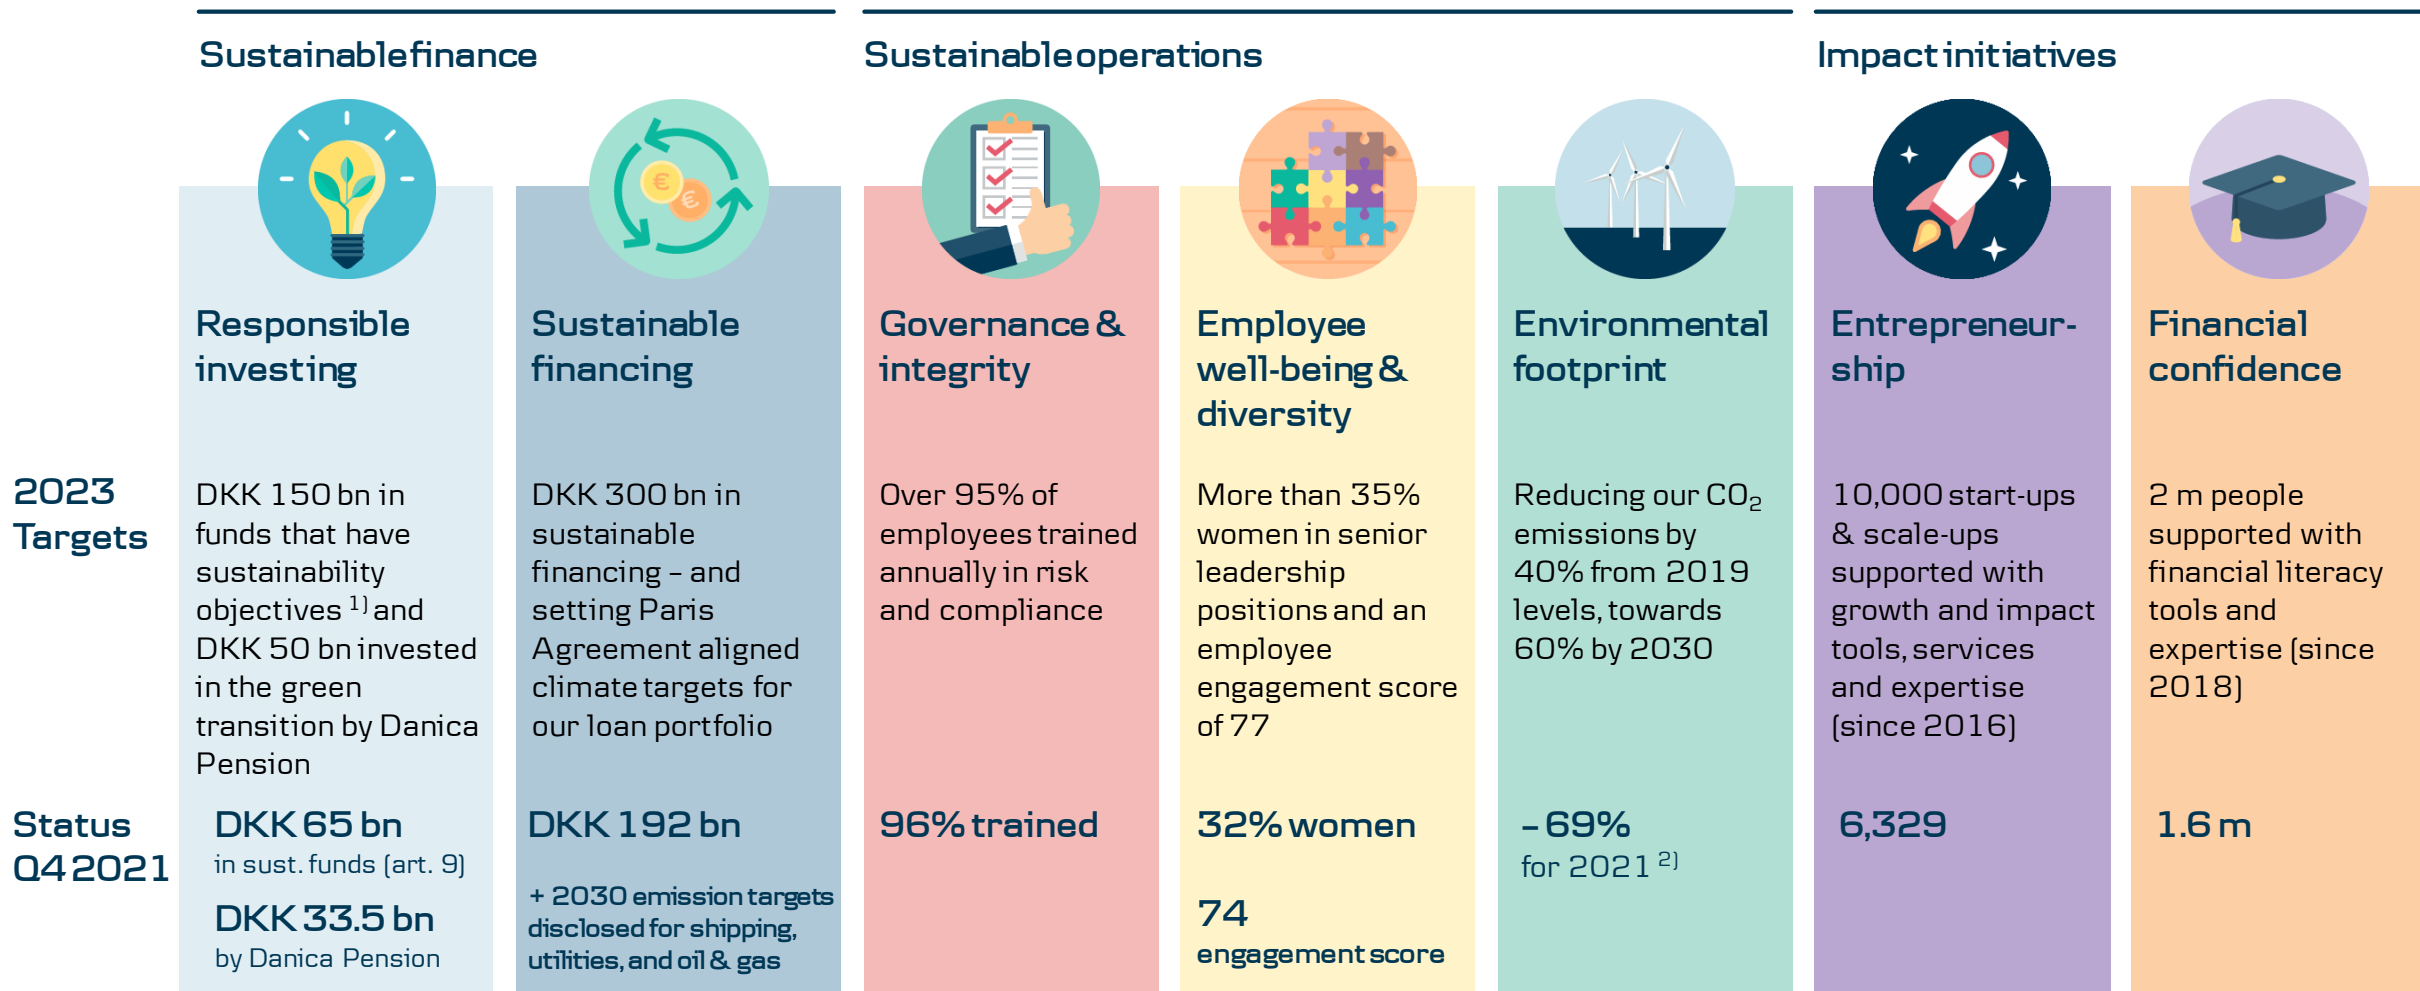 Sustainable finance
Sustainable operations
Impact initiatives
Responsible
investing
Sustainable
financing
Governance &
integrity
Employee
well-being &
diversity
Environmental
footprint
Entrepreneur-
ship
Financial
confidence
2023
Targets
DKK 150 bn in
funds that have
sustainability
objectives 1) and
DKK 50 bn invested
in the green
transition by Danica
Pension
DKK 300 bn in
sustainable
financing – and
setting Paris
Agreement aligned
climate targets for
our loan portfolio
Over 95% of
employees trained
annually in risk
and compliance
More than 35%
women in senior
leadership
positions and an
employee
engagement score
of 77
Reducing our CO2
emissions by
40% from 2019
levels, towards
60% by 2030
10,000 start-ups
& scale-ups
supported with
growth and impact
tools, services
and expertise
(since 2016)
2 m people
supported with
financial literacy
tools and
expertise (since
2018)
Status
Q4 2021
DKK 65 bn
in sust. funds (art. 9)
DKK 33.5 bn
by Danica Pension
DKK 192 bn
+ 2030 emission targets
disclosed for shipping,
utilities, and oil & gas
96% trained
32% women
74
engagement score
– 69%
for 2021 2)
6,329
1.6 m
€
€